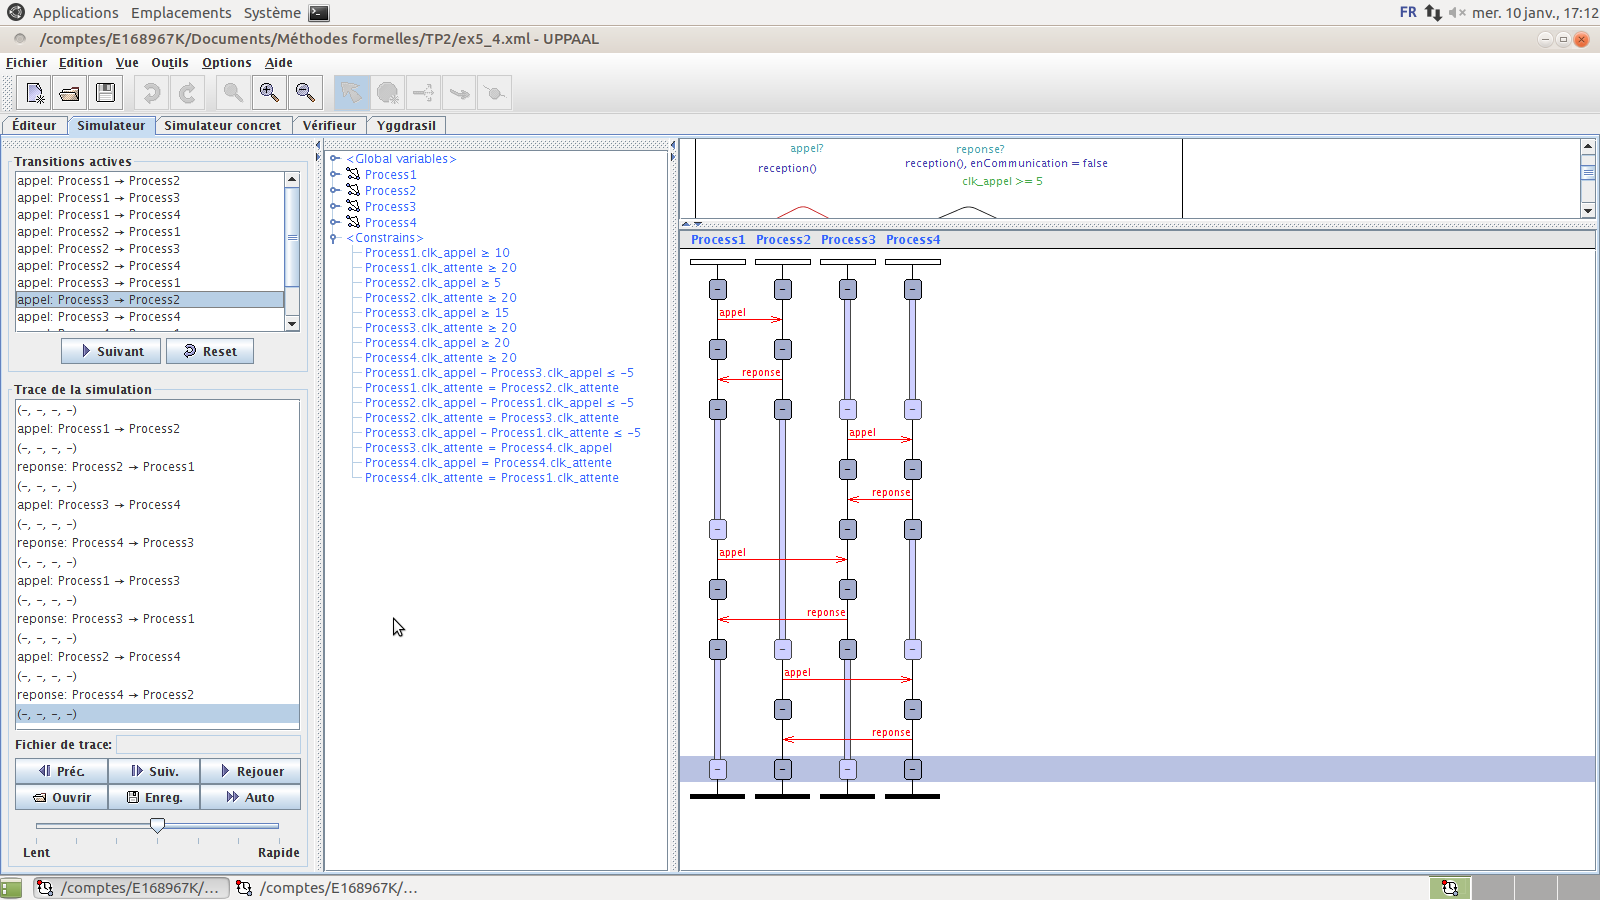 Applications Emplacements Système
FR mer. 10 janv., 17:12
/comptes/E168967K/Documents/Méthodes formelles/TP2/ex5_4.xml - UPPAAL
Fichier Edition Vue Outils Options Aide
Éditeur Simulateur Simulateur concret Vérifieur Yggdrasil
Transitions actives
appel: Process1 → Process2
appel: Process1 → Process3
appel: Process1 → Process4
appel: Process2 → Process1
appel: Process2 → Process3
appel: Process2 → Process4
appel: Process3 → Process1
appel: Process3 → Process2
appel: Process3 → Process4
Suivant Reset
Trace de la simulation
(-, -, -, -)
appel: Process1 → Process2
(-, -, -, -)
reponse: Process2 → Process1
(-, -, -, -)
appel: Process3 → Process4
(-, -, -, -)
reponse: Process4 → Process3
(-, -, -, -)
appel: Process1 → Process3
(-, -, -, -)
reponse: Process3 → Process1
(-, -, -, -)
appel: Process2 → Process4
(-, -, -, -)
reponse: Process4 → Process2
(-, -, -, -)
Fichier de trace:
Préc. Suiv. Rejouer
Ouvrir Enreg. Auto
Lent Rapide
<Global variables>
Process1
Process2
Process3
Process4
<Constrains>
Process1.clk_appel ≥ 10
Process1.clk_attente ≥ 20
Process2.clk_appel ≥ 5
Process2.clk_attente ≥ 20
Process3.clk_appel ≥ 15
Process3.clk_attente ≥ 20
Process4.clk_appel ≥ 20
Process4.clk_attente ≥ 20
Process1.clk_appel - Process3.clk_appel ≤ -5
Process1.clk_attente = Process2.clk_attente
Process2.clk_appel - Process1.clk_appel ≤ -5
Process2.clk_attente = Process3.clk_attente
Process3.clk_appel - Process1.clk_attente ≤ -5
Process3.clk_attente = Process4.clk_appel
Process4.clk_appel = Process4.clk_attente
Process4.clk_attente = Process1.clk_attente
appel? reponse?
reception() reception(), enCommunication = false
clk_appel >= 5
Process1 Process2 Process3 Process4
- - - -
appel
- -
reponse
- - - -
appel
- -
reponse
- - -
appel
- -
reponse
- - - -
appel
- -
reponse
- - - -
/comptes/E168967K/... /comptes/E168967K/...